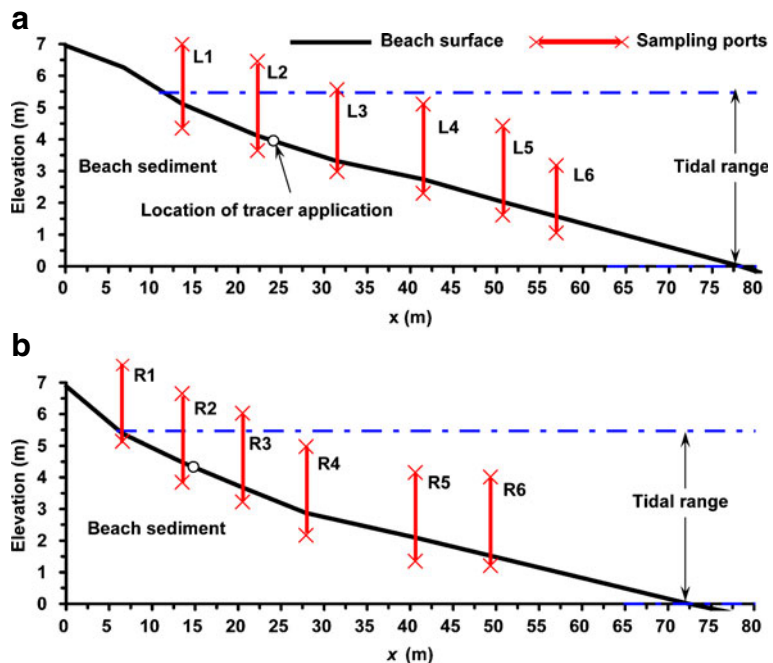 a
Beach surface
Sampling ports
7
6
5
4
3
2
1
0
Elevation (m)
L1
L2
L3
L4
L5
L6
Beach sediment
Location of tracer application
Tidal range
0 5 10 15 20 25 30 35 40 45 50 55 60 65 70 75 80
x (m)
b
7
6
5
4
3
2
1
0
Elevation (m)
R1
R2
R3
R4
R5
R6
Beach sediment
Tidal range
0 5 10 15 20 25 30 35 40 45 50 55 60 65 70 75 80
x (m)